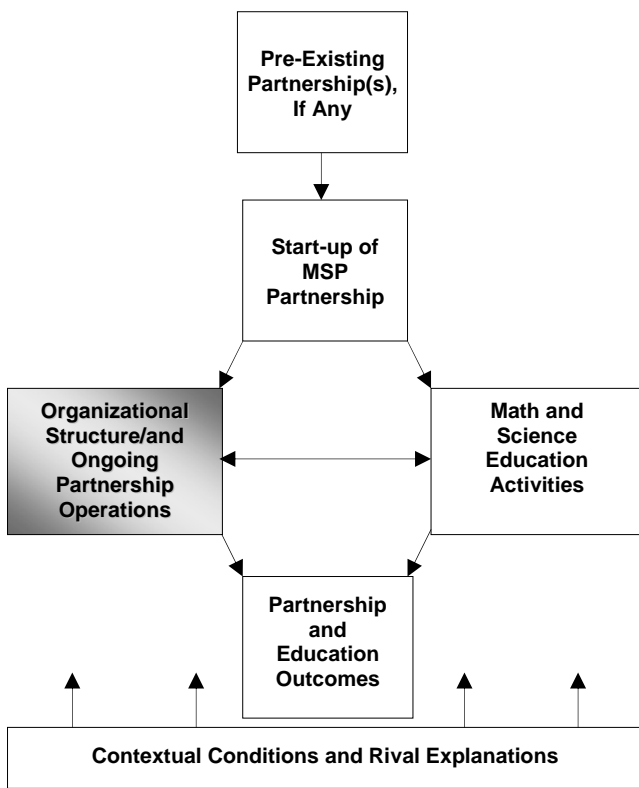 Pre-Existing
Partnership(s),
If Any
Start-up of
MSP
Partnership
Organizational
Structure/and
Ongoing
Partnership
Operations
Math and
Science
Education
Activities
Partnership
and
Education
Outcomes
Contextual Conditions and Rival Explanations